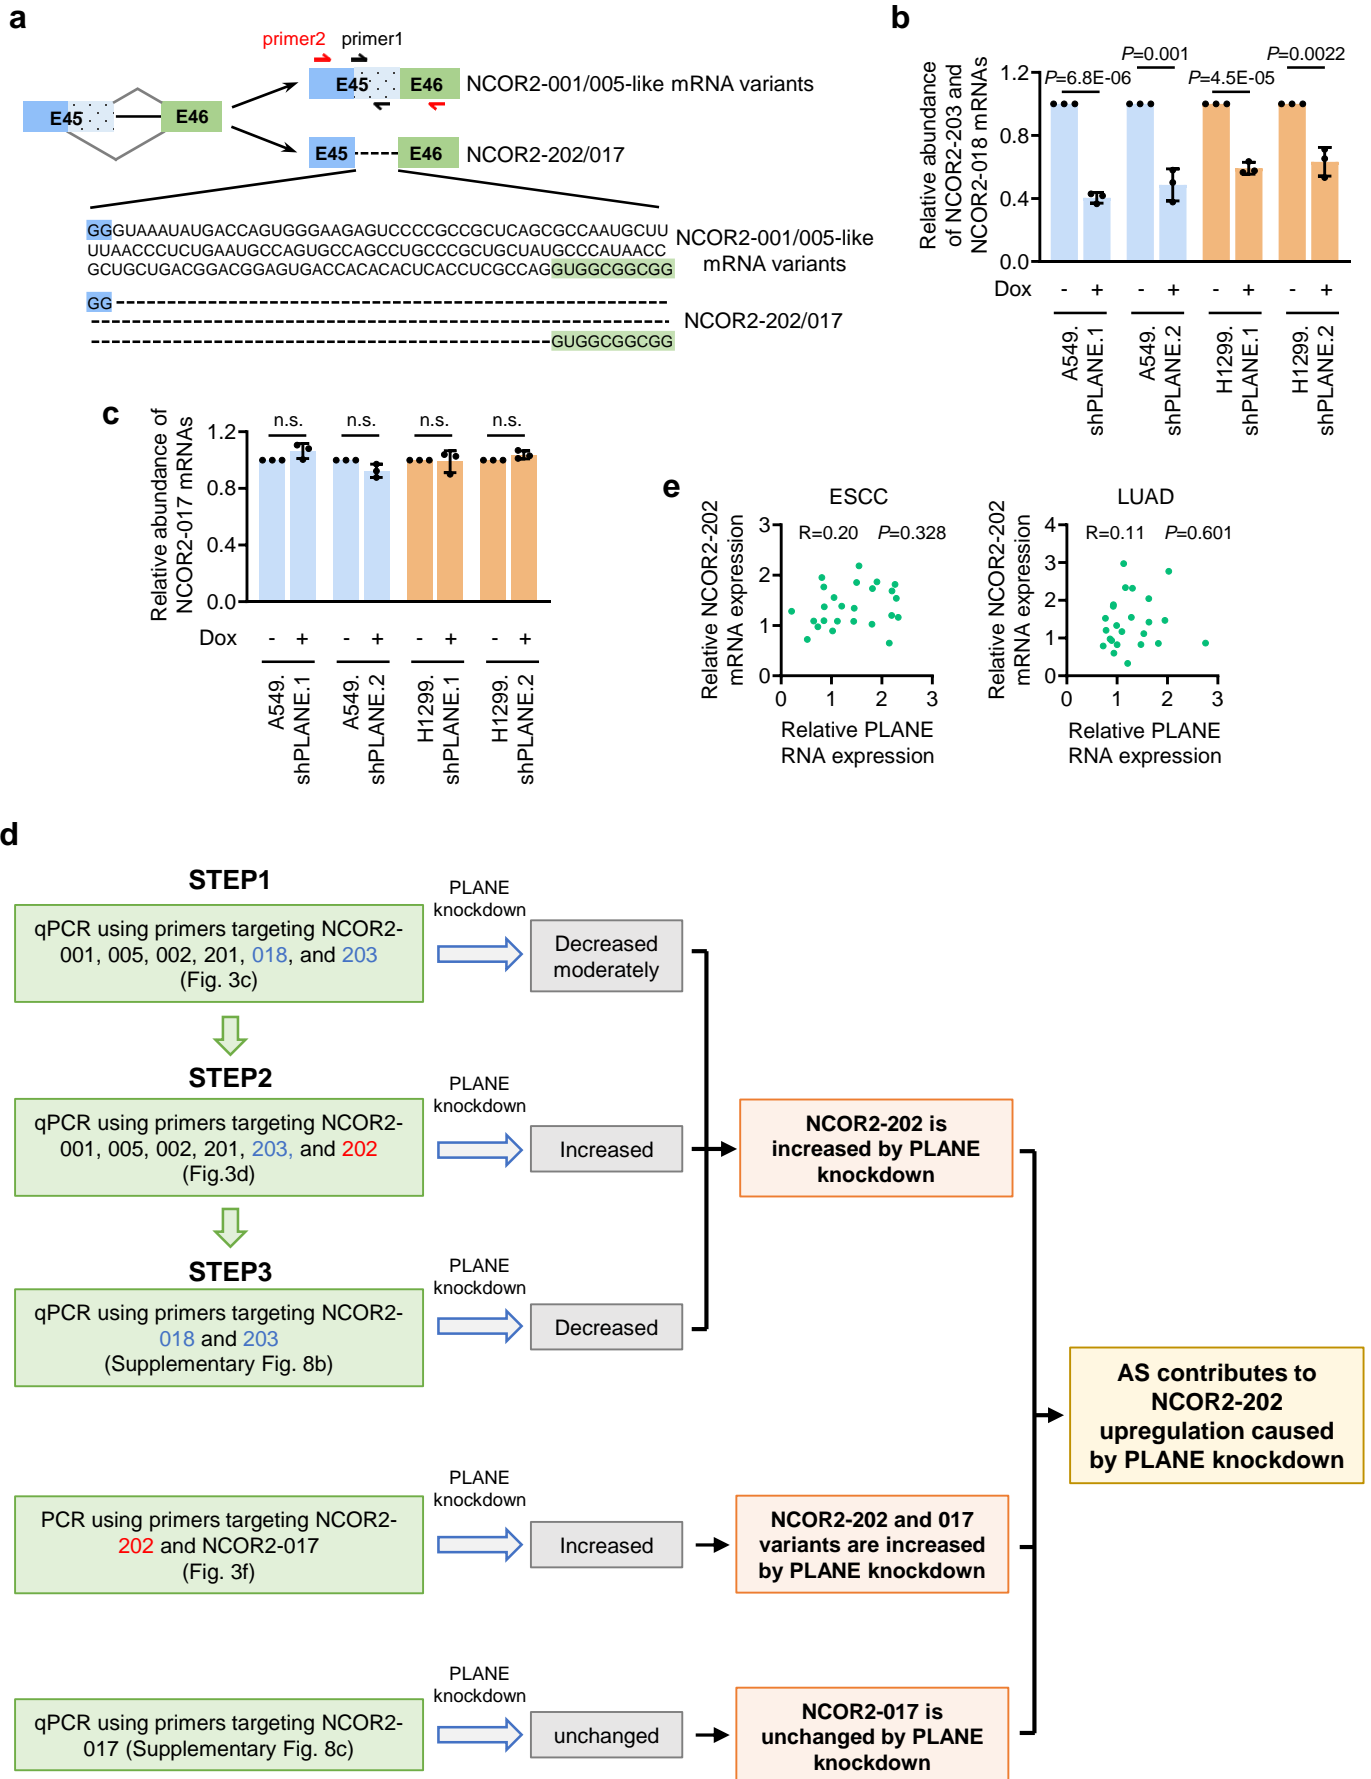 a
primer2 primer1
E45 E46 NCOR2-001/005-like mRNA variants
E45 E46
E45 E46 NCOR2-202/017
GGGUAAAUAUGACCAGUGGGAAGAGUCCCCGCCGCUCAGCGCCAAUGCUU
UUAACCCUCUGAAUGCCAGUGCCAGCCUGCCCGCUGCUAUGCCCAUAACC
GCUGCUGACGGACGGAGUGACCACACACUCACCUCGCCAGGUGGCGGCGG
NCOR2-001/005-like
mRNA variants
GG
GUGGCGGCGG
NCOR2-202/017
b
Relative abundance
of NCOR2-203 and
NCOR2-018 mRNAs
1.2
0.8
0.4
0.0
P=6.8E-06
P=0.001
P=4.5E-05
P=0.0022
Dox - + - + - + - +
A549.
shPLANE.1
A549.
shPLANE.2
H1299.
shPLANE.1
H1299.
shPLANE.2
c
Relative abundance of
NCOR2-017 mRNAs
1.2
0.8
0.4
0.0
n.s. n.s. n.s. n.s.
Dox - + - + - + - +
A549.
shPLANE.1
A549.
shPLANE.2
H1299.
shPLANE.1
H1299.
shPLANE.2
e
ESCC
Relative NCOR2-202
mRNA expression
R=0.20 P=0.328
3
2
1
0
0 1 2 3
Relative PLANE
RNA expression
LUAD
Relative NCOR2-202
mRNA expression
R=0.11 P=0.601
4
3
2
1
0
0 1 2 3
Relative PLANE
RNA expression
d
STEP1
qPCR using primers targeting NCOR2-
001, 005, 002, 201, 018, and 203
(Fig. 3c)
PLANE
knockdown
Decreased
moderately
STEP2
qPCR using primers targeting NCOR2-
001, 005, 002, 201, 203, and 202
(Fig.3d)
PLANE
knockdown
Increased
NCOR2-202 is
increased by PLANE
knockdown
STEP3
qPCR using primers targeting NCOR2-
018 and 203
(Supplementary Fig. 8b)
PLANE
knockdown
Decreased
AS contributes to
NCOR2-202
upregulation caused
by PLANE knockdown
PCR using primers targeting NCOR2-
202 and NCOR2-017
(Fig. 3f)
PLANE
knockdown
Increased
NCOR2-202 and 017
variants are increased
by PLANE knockdown
qPCR using primers targeting NCOR2-
017 (Supplementary Fig. 8c)
PLANE
knockdown
unchanged
NCOR2-017 is
unchanged by PLANE
knockdown